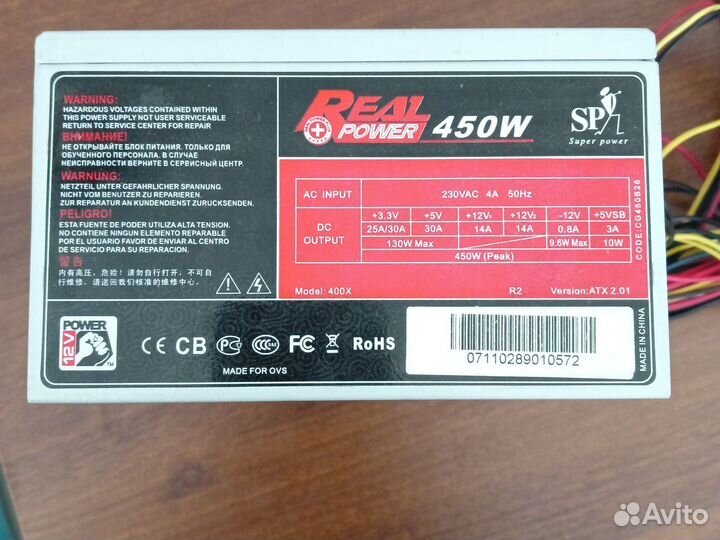 WARNING:
HAZARDOUS VOLTAGES CONTAINED WITHIN
THIS POWER SUPPLY NOT USER SERVICEABLE
RETURN TO SERVICE CENTER FOR REPAIR
ВНИМАНИЕ!
НЕ ОТКРЫВАЙТЕ БЛОК ПИТАНИЯ. ТОЛЬКО ДЛЯ
ОБУЧЕННОГО ПЕРСОНАЛА. В СЛУЧАЕ
НЕИСПРАВНОСТИ ВЕРНИТЕ В СЕРВИСНЫЙ ЦЕНТР.
WARNUNG:
NETZTEIL UNTER GEFAHRLICHER SPANNUNG.
NICHT VOM BENUTZER ZU REPARIEREN.
ZUR REPARATUR AN KUNDENDIENST SENDEN
PELIGRO!
ESTA FUENTE DE PODER UTILIZA ALTA TENSION.
NO CONTIENE NINGUN ELEMENTO REPARABLE
POR EL USUARIO FAVOR DE ENVIAR AL CENTRO
DE SERVICIO PARA SU REPARACION
警告
内有高压，危险！请勿自行打开，不可自
行维修，请送回我们核准的维修中心．
REAL
POWER
450W
SP
Super power
AC INPUT 230VAC 4A 50Hz
DC OUTPUT
+3.3V +5V +12V1 +12V2 -12V +5VSB
25A/30A 30A 14A 14A 0.8A 3A
130W Max 9.6W Max 10W
450W (Peak)
Model: 400X R2 Version:ATX 2.01
CODE:CG450B26
POWER
12V
TM
CE CB PC CCC FC RoHS
MADE FOR OVS
07110289010572
MADE IN CHINA
Avito